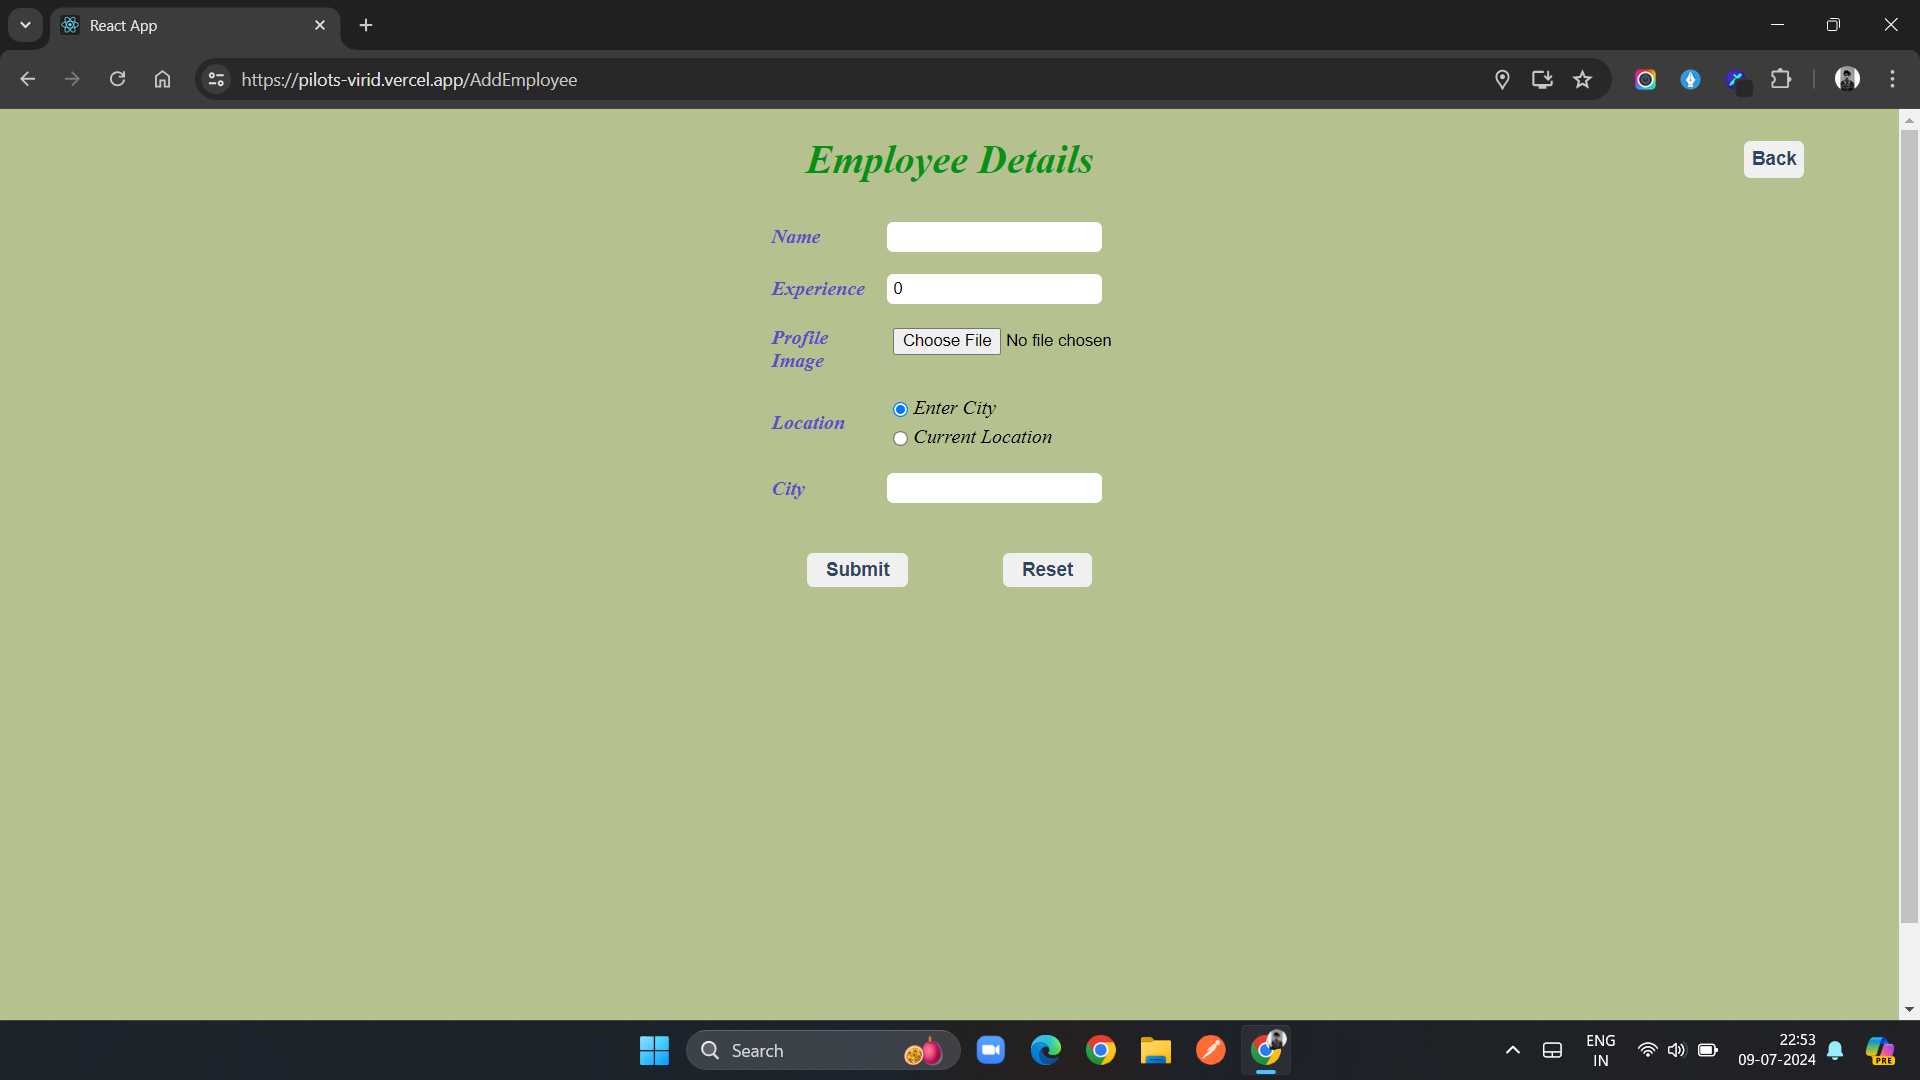 React App
https://pilots-virid.vercel.app/AddEmployee
Employee Details
Back
Name
Experience 0
Profile Image Choose File No file chosen
Location Enter City
Current Location
City
Submit Reset
Search
ENG
IN
22:53
09-07-2024
PRE